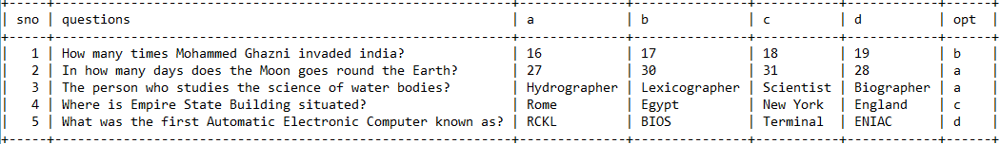 | sno | questions | a | b | c | d | opt |
| 1 | How many times Mohammed Ghazni invaded india? | 16 | 17 | 18 | 19 | b |
| 2 | In how many days does the Moon goes round the Earth? | 27 | 30 | 31 | 28 | a |
| 3 | The person who studies the science of water bodies? | Hydrographer | Lexicographer | Scientist | Biographer | a |
| 4 | Where is Empire State Building situated? | Rome | Egypt | New York | England | c |
| 5 | What was the first Automatic Electronic Computer known as? | RCKL | BIOS | Terminal | ENIAC | d |